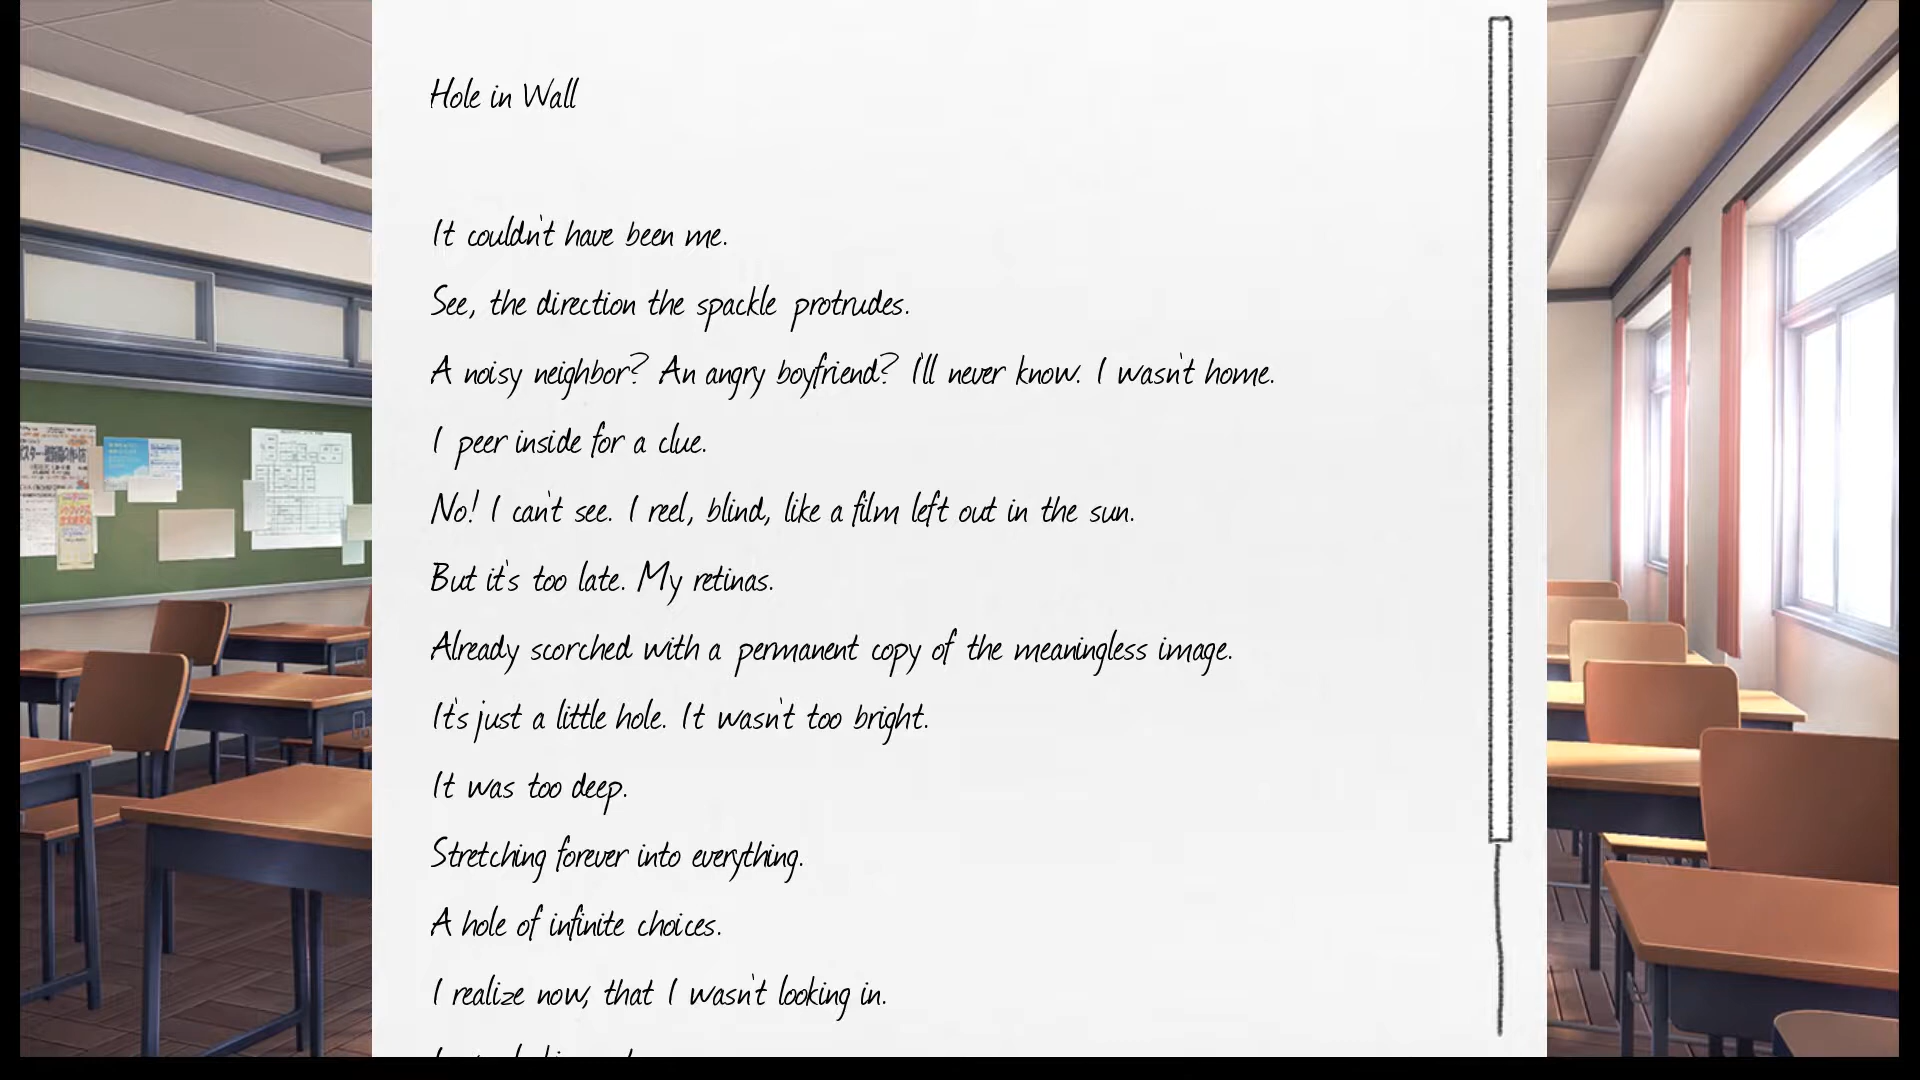 Hole in Wall
It couldn't have been me.
See, the direction the spackle protrudes.
A noisy neighbor? An angry boyfriend? I'll never know. I wasn't home.
I peer inside for a clue.
No! I can't see. I reel, blind, like a film left out in the sun.
But it's too late. My retinas.
Already scorched with a permanent copy of the meaningless image.
It's just a little hole. It wasn't too bright.
It was too deep.
Stretching forever into everything.
A hole of infinite choices.
I realize now, that I wasn't looking in.